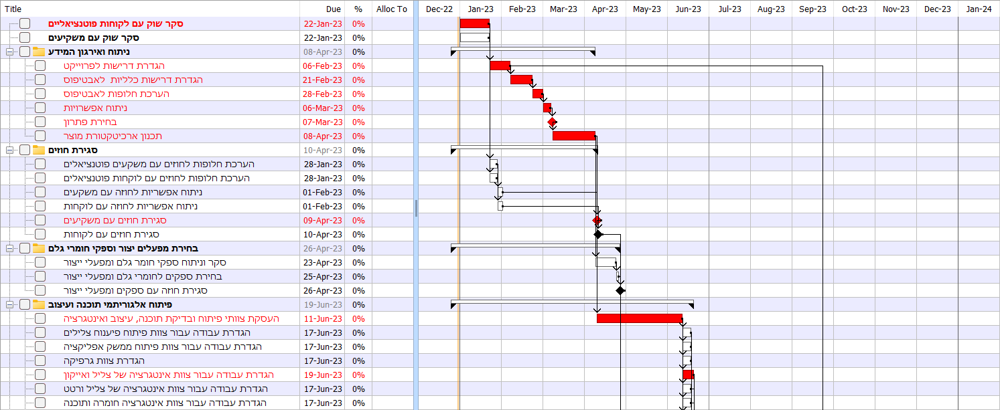 Title Due % Alloc To Dec-22 Jan-23 Feb-23 Mar-23 Apr-23 May-23 Jun-23 Jul-23 Aug-23 Sep-23 Oct-23 Nov-23 Dec-23 Jan-24
סקר שוק עם לקוחות פוטנציאליים 22-Jan-23 0%
סקר שוק עם משקיעים 22-Jan-23 0%
ניתוח ואירגון המידע 08-Apr-23 0%
הגדרת דרישות לפרוייקט 06-Feb-23 0%
הגדרת דרישות כלליות לאבטיפוס 21-Feb-23 0%
הערכת חלופות לאבטיפוס 28-Feb-23 0%
ניתוח אפשרויות 06-Mar-23 0%
בחירת פתרון 07-Mar-23 0%
תכנון ארכיטקטורת מוצר 08-Apr-23 0%
סגירת חוזים 10-Apr-23 0%
הערכת חלופות לחוזים עם משקעים פוטנציאלים 28-Jan-23 0%
הערכת חלופות לחוזים עם לוקחות פוטנציאלים 28-Jan-23 0%
ניתוח אפשריות לחוזה עם משקעים 01-Feb-23 0%
ניתוח אפשריות לחוזה עם לוקחות 01-Feb-23 0%
סגירת חוזים עם משקיעים 09-Apr-23 0%
סגירת חוזים עם לקוחות 10-Apr-23 0%
בחירת מפעלים יצור וספקי חומרי גלם 26-Apr-23 0%
סקר וניתוח ספקי חומר גלם ומפעלי ייצור 23-Apr-23 0%
בחירת ספקים לחומרי גלם ומפעלי ייצור 25-Apr-23 0%
סגירת חוזה עם ספקים ומפעלי ייצור 26-Apr-23 0%
פיתוח אלגוריתמי תוכנה ועיצוב 19-Jun-23 0%
העסקת צוותי פיתוח ובדיקת תוכנה, עיצוב ואינטגרציה 11-Jun-23 0%
הגדרת עבודה עבור צוות פיתוח פיענוח צלילים 17-Jun-23 0%
הגדרת עבודה עבור צוות פיתוח ממשק אפליקציה 17-Jun-23 0%
הגדרת צוות גרפיקה 17-Jun-23 0%
הגדרת עבודה עבור צוות אינטגרציה של צליל ואייקון 19-Jun-23 0%
הגדרת עבודה עבור צוות אינטגרציה של צליל ורטט 17-Jun-23 0%
הגדרת עבודה עבור צוות אינטגרציה חומרה ותוכנה 17-Jun-23 0%